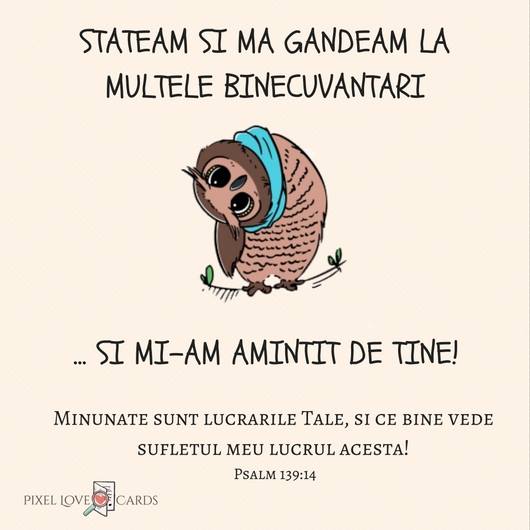 STATEAM SI MA GANDEAM LA
MULTELE BINECUVANTARI
... SI MI-AM AMINTIT DE TINE!
Minunate sunt lucrarile Tale, si ce bine vede
sufletul meu lucrul acesta!
Psalm 139:14
PIXEL LOVE CARDS